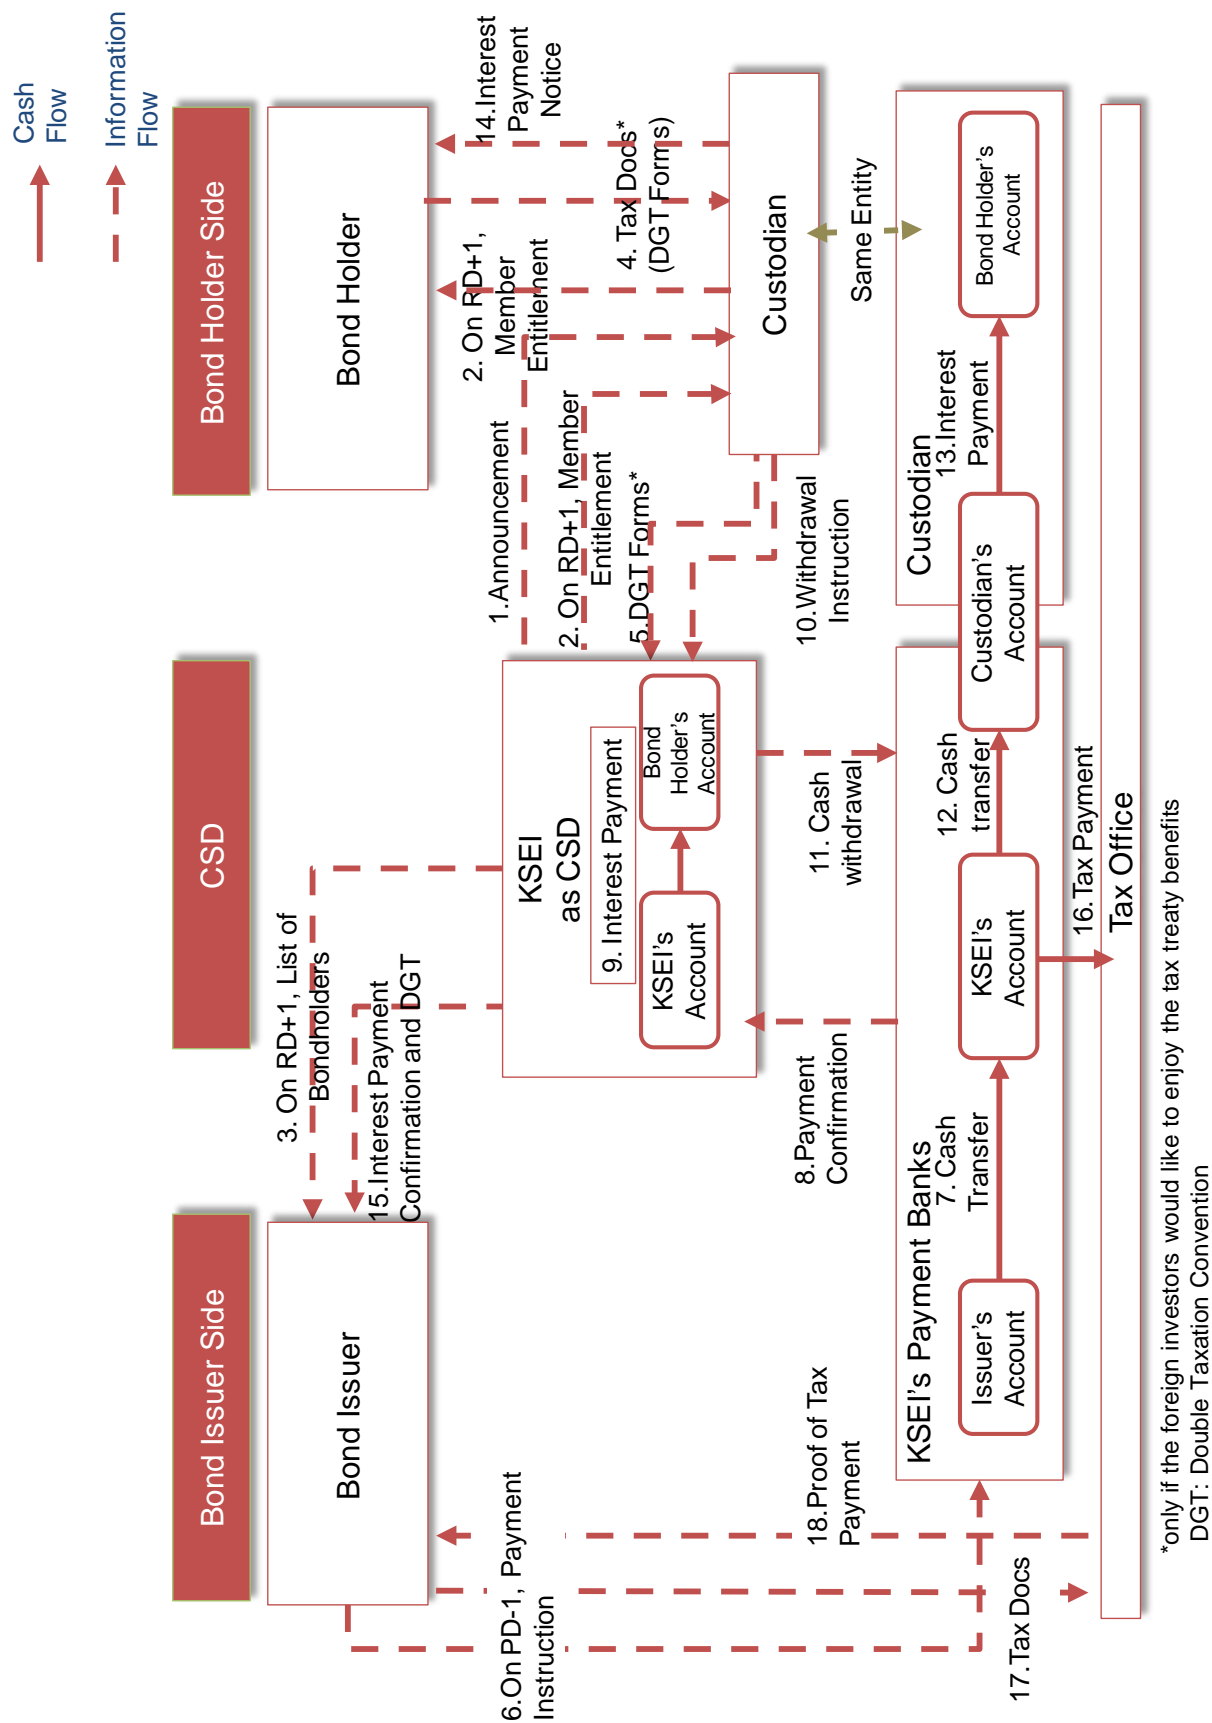 Cash
Flow
Information
Flow
Bond Issuer Side
CSD
Bond Holder Side
Bond Issuer
Bond Holder
3. On RD+1, List of
Bondholders
15.Interest Payment
Confirmation and DGT
14.Interest
Payment
Notice
2. On RD+1,
Member
Entitlement
4. Tax Docs*
(DGT Forms)
1.Announcement
2. On RD+1, Member
Entitlement
5.DGT Forms*
6.On PD-1, Payment
Instruction
KSEI
as CSD
9. Interest Payment
KSEI's
Account
Bond
Holder's
Account
Custodian
10.Withdrawal
Instruction
Same Entity
8.Payment
Confirmation
11. Cash
withdrawal
18.Proof of Tax
Payment
KSEI's Payment Banks
7. Cash
Transfer
12. Cash
transfer
Custodian
13.Interest
Payment
Issuer's
Account
KSEI's
Account
Custodian's
Account
Bond Holder's
Account
17.Tax Docs
16.Tax Payment
Tax Office
*only if the foreign investors would like to enjoy the tax treaty benefits
DGT: Double Taxation Convention